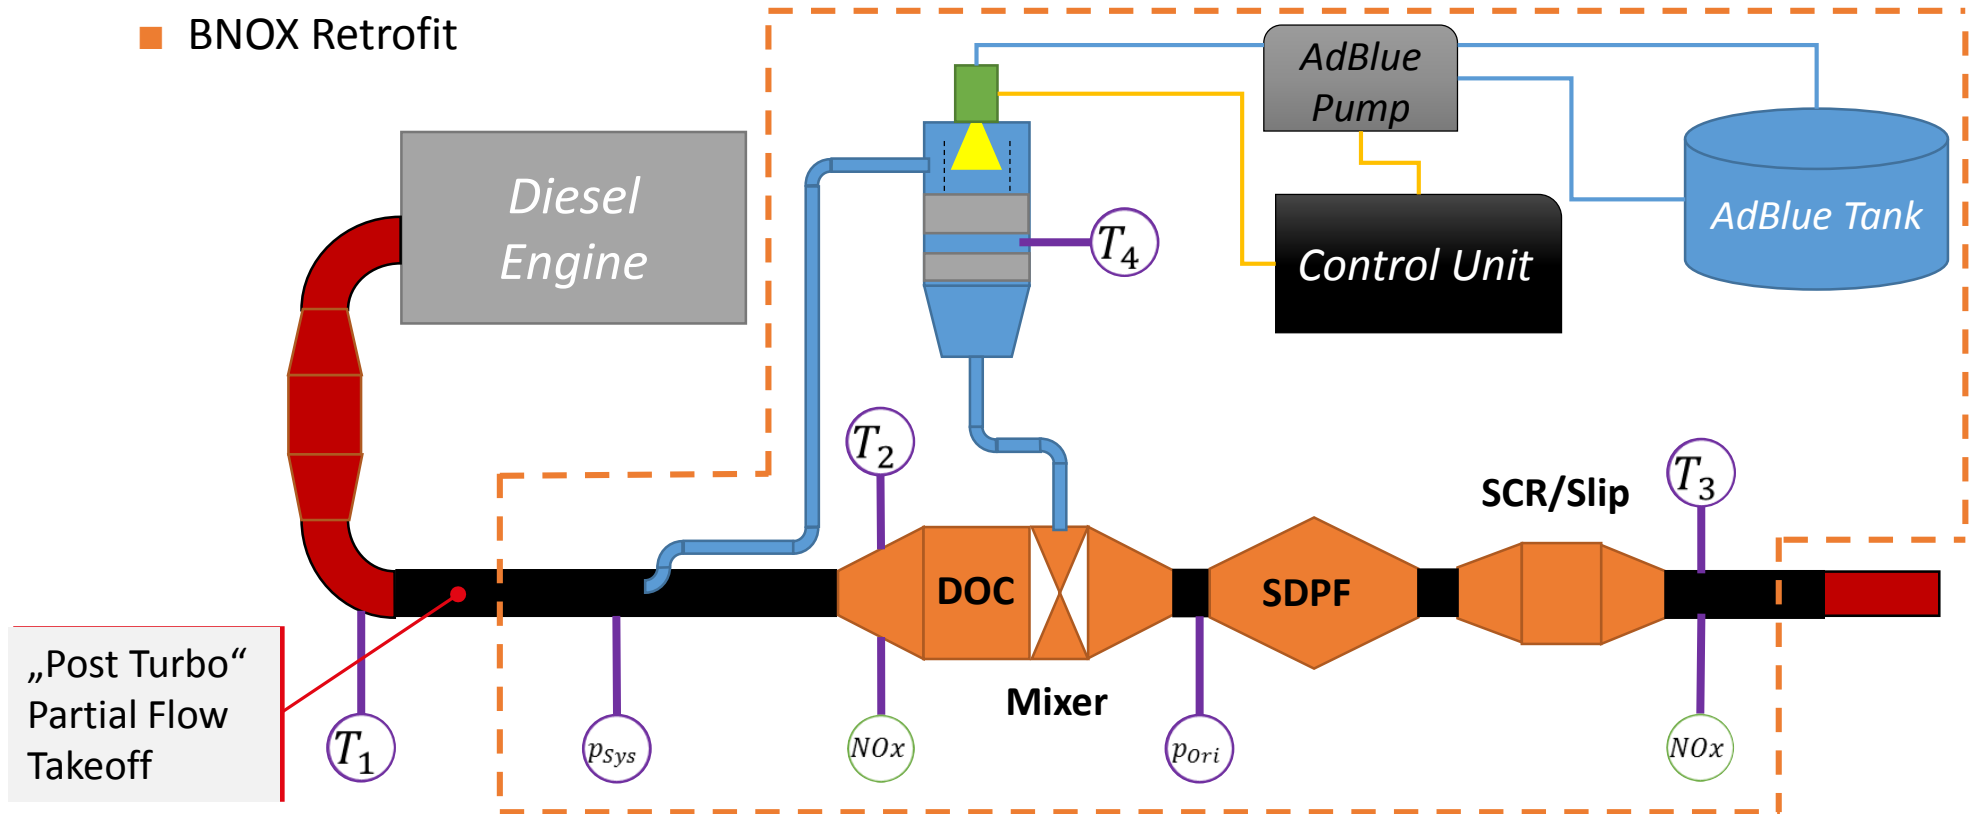 BNOX Retrofit
AdBlue
Pump
Diesel
Engine
AdBlue Tank
T4
Control Unit
T2
T3
SCR/Slip
DOC
SDPF
Mixer
„Post Turbo“
Partial Flow
Takeoff
T1
pSys
NOx
pOri
NOx